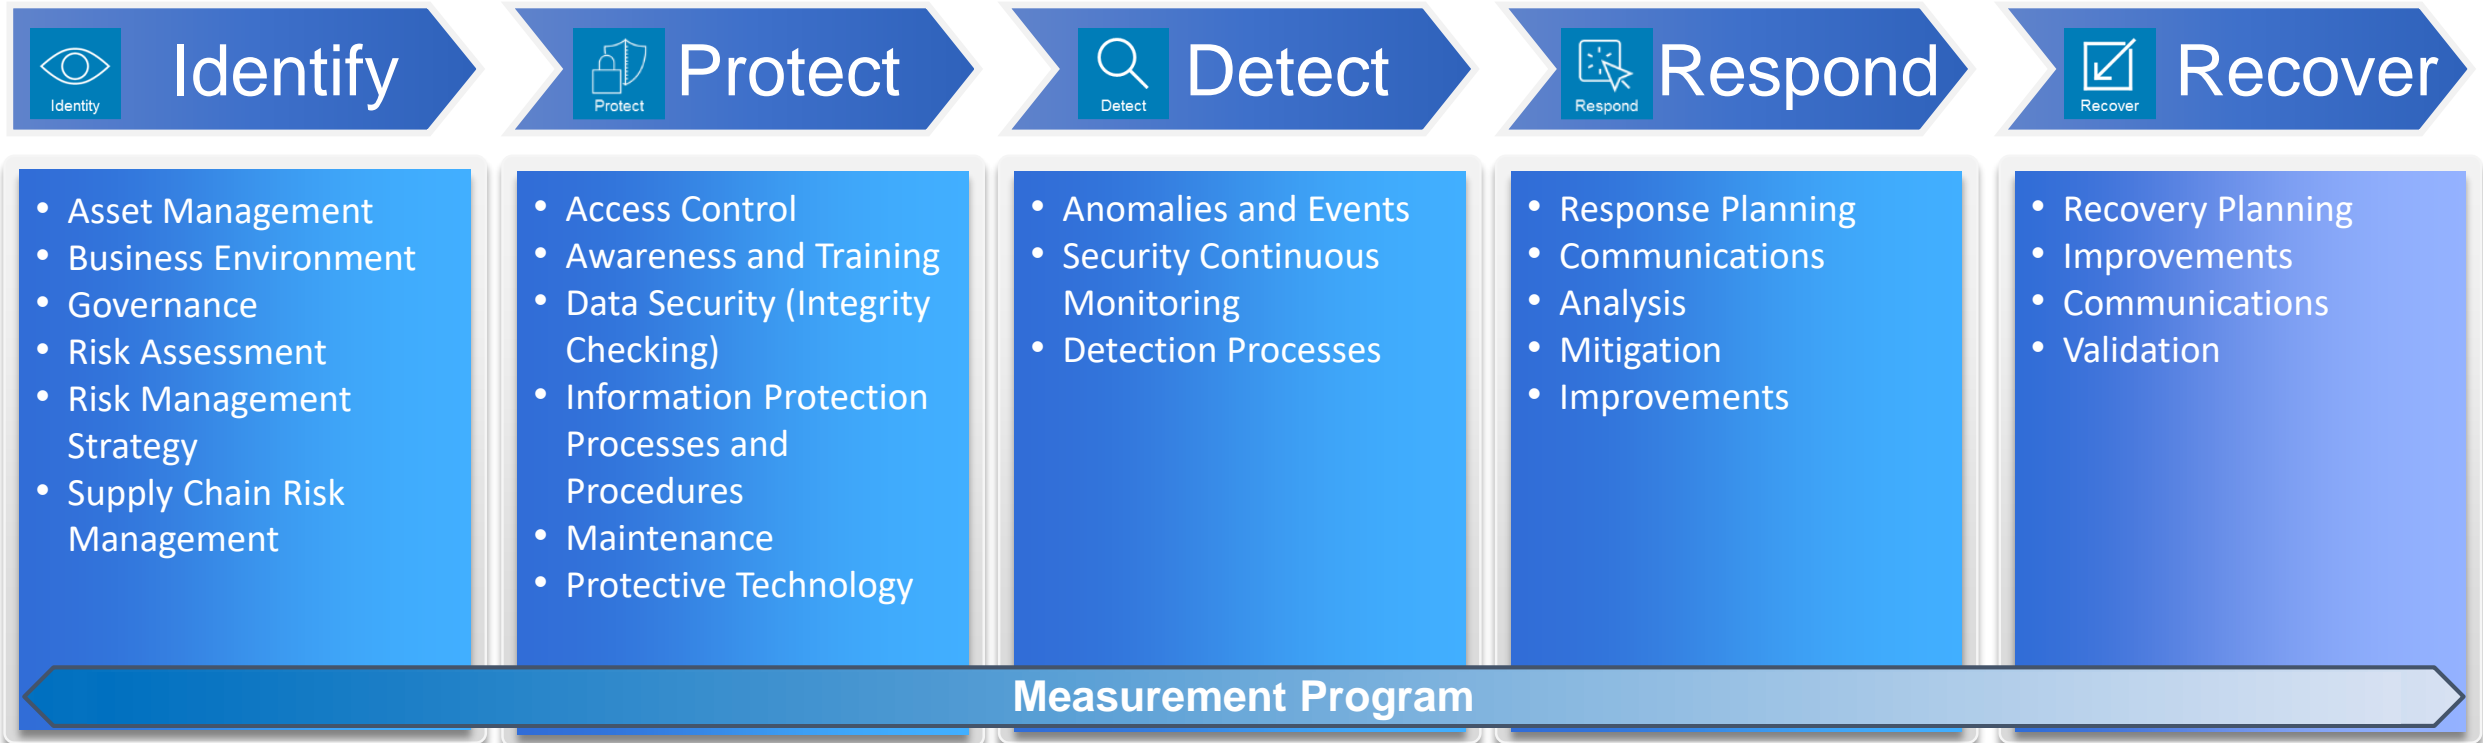 Identity
Identify
Protect
Protect
Detect
Detect
Respond
Respond
Recover
Recover
• Asset Management
• Business Environment
• Governance
• Risk Assessment
• Risk Management
Strategy
• Supply Chain Risk
Management
• Access Control
• Awareness and Training
• Data Security (Integrity
Checking)
• Information Protection
Processes and
Procedures
• Maintenance
• Protective Technology
• Anomalies and Events
• Security Continuous
Monitoring
• Detection Processes
• Response Planning
• Communications
• Analysis
• Mitigation
• Improvements
• Recovery Planning
• Improvements
• Communications
• Validation
Measurement Program